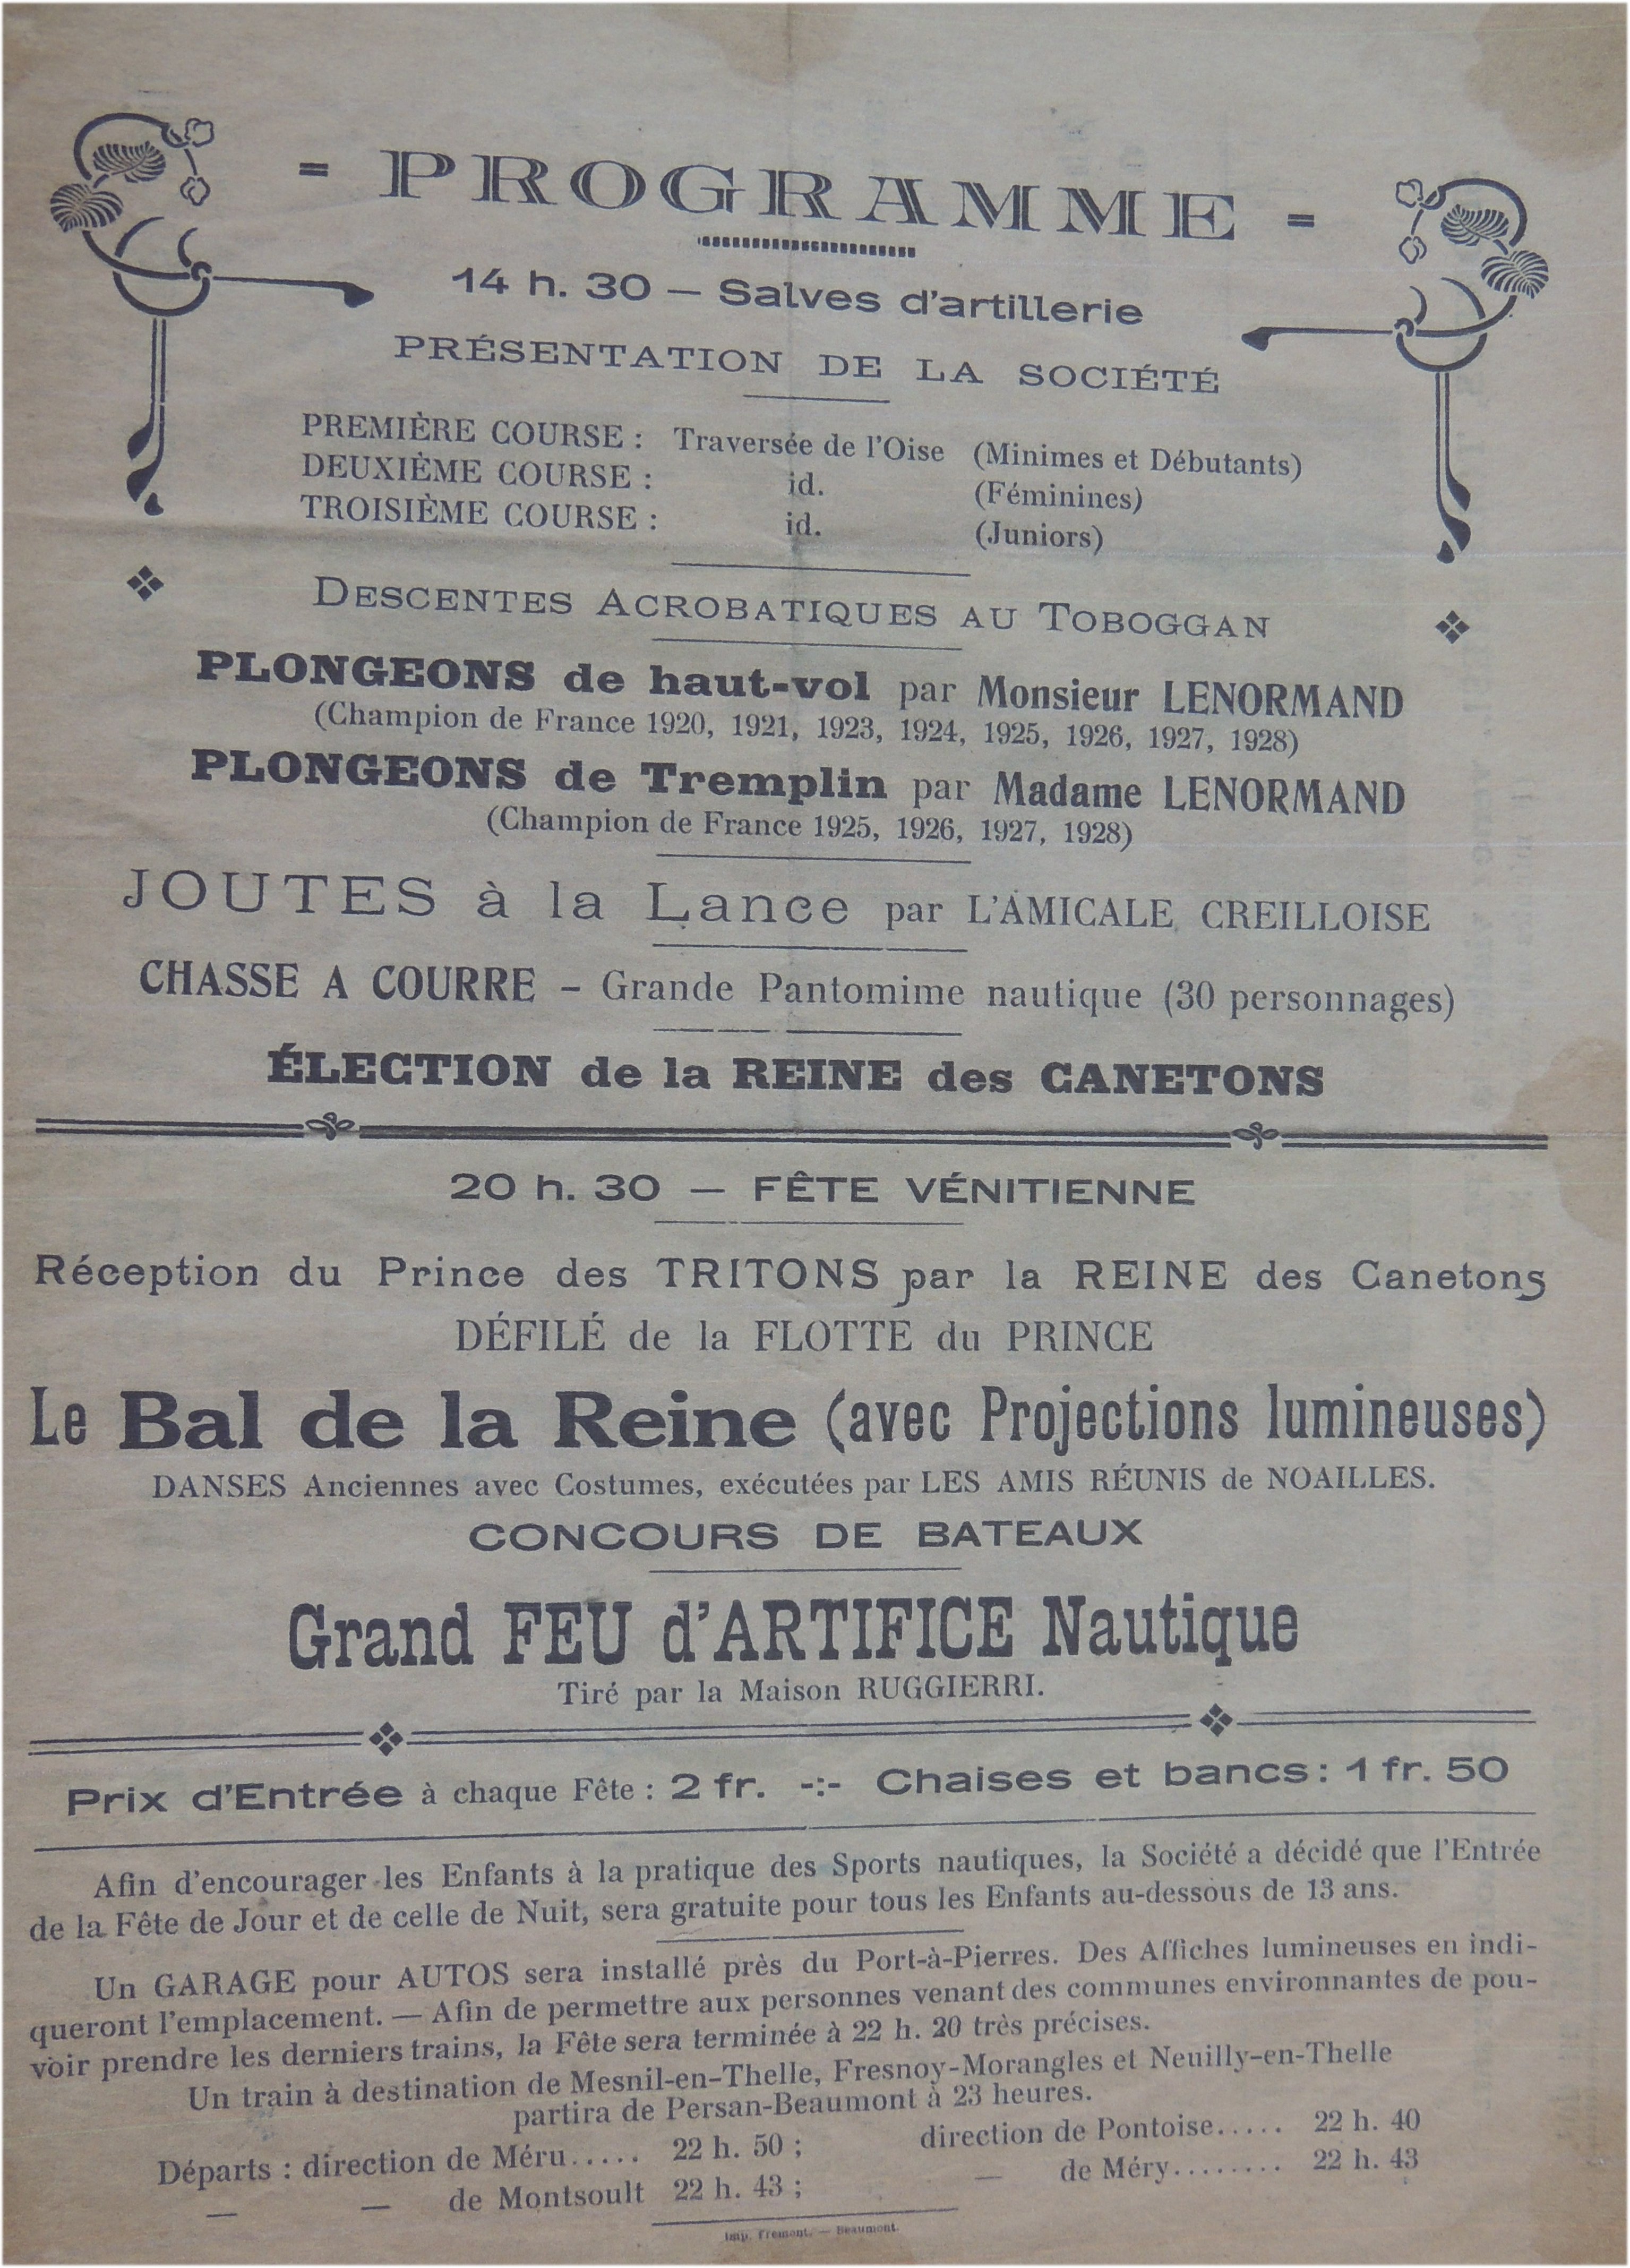 = PROGRAMME =
14 h. 30 — Salves d'artillerie
PRÉSENTATION DE LA SOCIÉTÉ
PREMIÈRE COURSE : Traversée de l'Oise (Minimes et Débutants)
DEUXIÈME COURSE : id. (Féminines)
TROISIÈME COURSE : id. (Juniors)
DESCENTES ACROBATIQUES AU TOBOGGAN
PLONGEONS de haut-vol par Monsieur LENORMAND
(Champion de France 1920, 1921, 1923, 1924, 1925, 1926, 1927, 1928)
PLONGEONS de Tremplin par Madame LENORMAND
(Champion de France 1925, 1926, 1927, 1928)
JOUTES à la Lance par L'AMICALE CREILLOISE
CHASSE A COURRE – Grande Pantomime nautique (30 personnages)
ÉLECTION de la REINE des CANETONS
20 h. 30 — FÊTE VÉNITIENNE
Réception du Prince des TRITONS par la REINE des Canetons
DÉFILÉ de la FLOTTE du PRINCE
Le Bal de la Reine (avec Projections lumineuses)
DANSES Anciennes avec Costumes, exécutées par LES AMIS RÉUNIS de NOAILLES.
CONCOURS DE BATEAUX
Grand FEU d'ARTIFICE Nautique
Tiré par la Maison RUGGIERRI.
Prix d'Entrée à chaque Fête : 2 fr. -:- Chaises et bancs : 1 fr. 50
Afin d'encourager les Enfants à la pratique des Sports nautiques, la Société a décidé que l'Entrée
de la Fête de Jour et de celle de Nuit, sera gratuite pour tous les Enfants au-dessous de 13 ans.
Un GARAGE pour AUTOS sera installé près du Port-à-Pierres. Des Affiches lumineuses en indi-
queront l'emplacement. — Afin de permettre aux personnes venant des communes environnantes de pou-
voir prendre les derniers trains, la Fête sera terminée à 22 h. 20 très précises.
Un train à destination de Mesnil-en-Thelle, Fresnoy-Morangles et Neuilly-en-Thelle
partira de Persan-Beaumont à 23 heures.
Départs : direction de Méru..... 22 h. 50 ; direction de Pontoise..... 22 h. 40
— — de Montsoult 22 h. 43 ; — de Méry........ 22 h. 43
Imp. Fremont. — Beaumont.